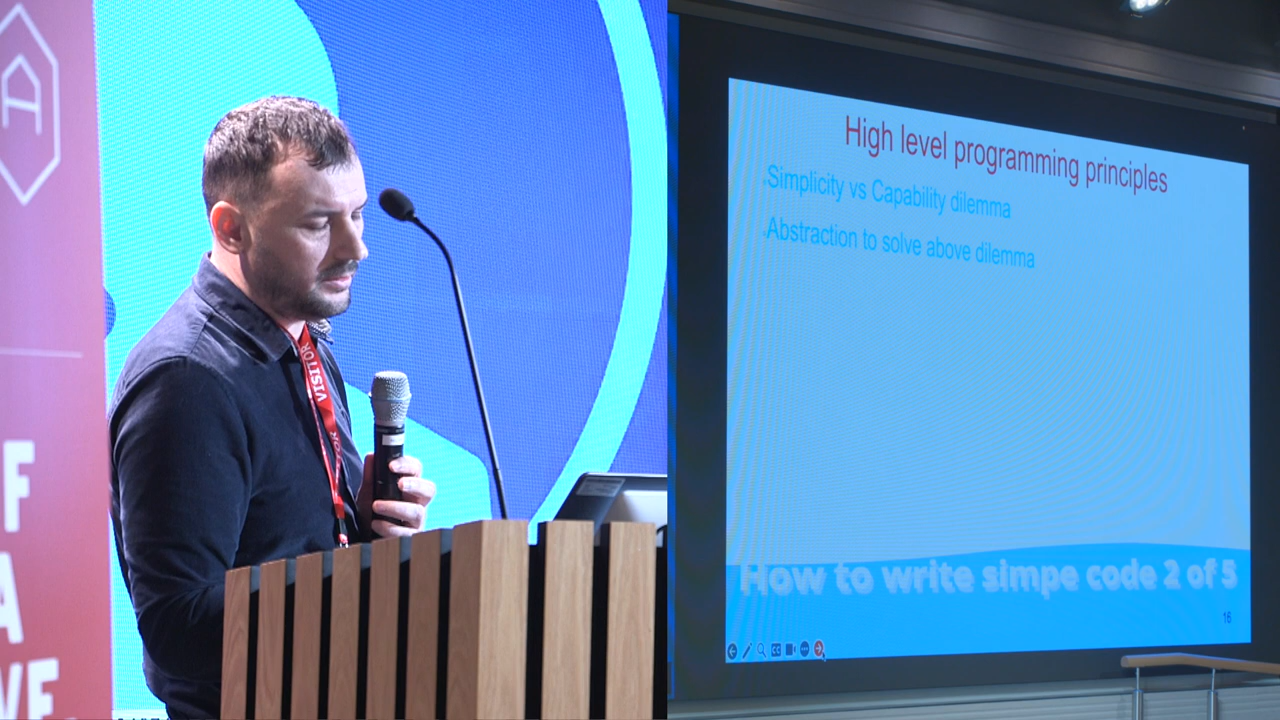 A
F
A
VE
VISITOR
High level programming principles
Simplicity vs Capability dilemma
Abstraction to solve above dilemma
How to write simpe code 2 of 5
16
CC